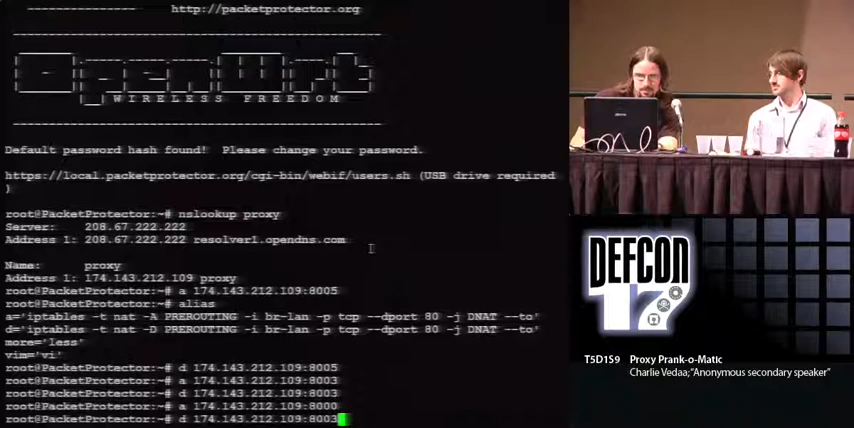 http://packetprotector.org
OpenWrt
WIRELESS FREEDOM
Default password hash found!  Please change your password.
https://local.packetprotector.org/cgi-bin/webif/users.sh (USB drive required
)
root@PacketProtector:~# nslookup proxy
Server:    208.67.222.222
Address 1: 208.67.222.222 resolver1.opendns.com
Name:      proxy
Address 1: 174.143.212.109 proxy
root@PacketProtector:~# a 174.143.212.109:8005
root@PacketProtector:~# alias
a='iptables -t nat -A PREROUTING -i br-lan -p tcp --dport 80 -j DNAT --to'
d='iptables -t nat -D PREROUTING -i br-lan -p tcp --dport 80 -j DNAT --to'
more='less'
vim='vi'
root@PacketProtector:~# d 174.143.212.109:8005
root@PacketProtector:~# a 174.143.212.109:8003
root@PacketProtector:~# d 174.143.212.109:8003
root@PacketProtector:~# a 174.143.212.109:8000
root@PacketProtector:~# d 174.143.212.109:8003
DEFCON
17
T5D1S9 Proxy Prank-o-Matic
Charlie Vedaa;"Anonymous secondary speaker"